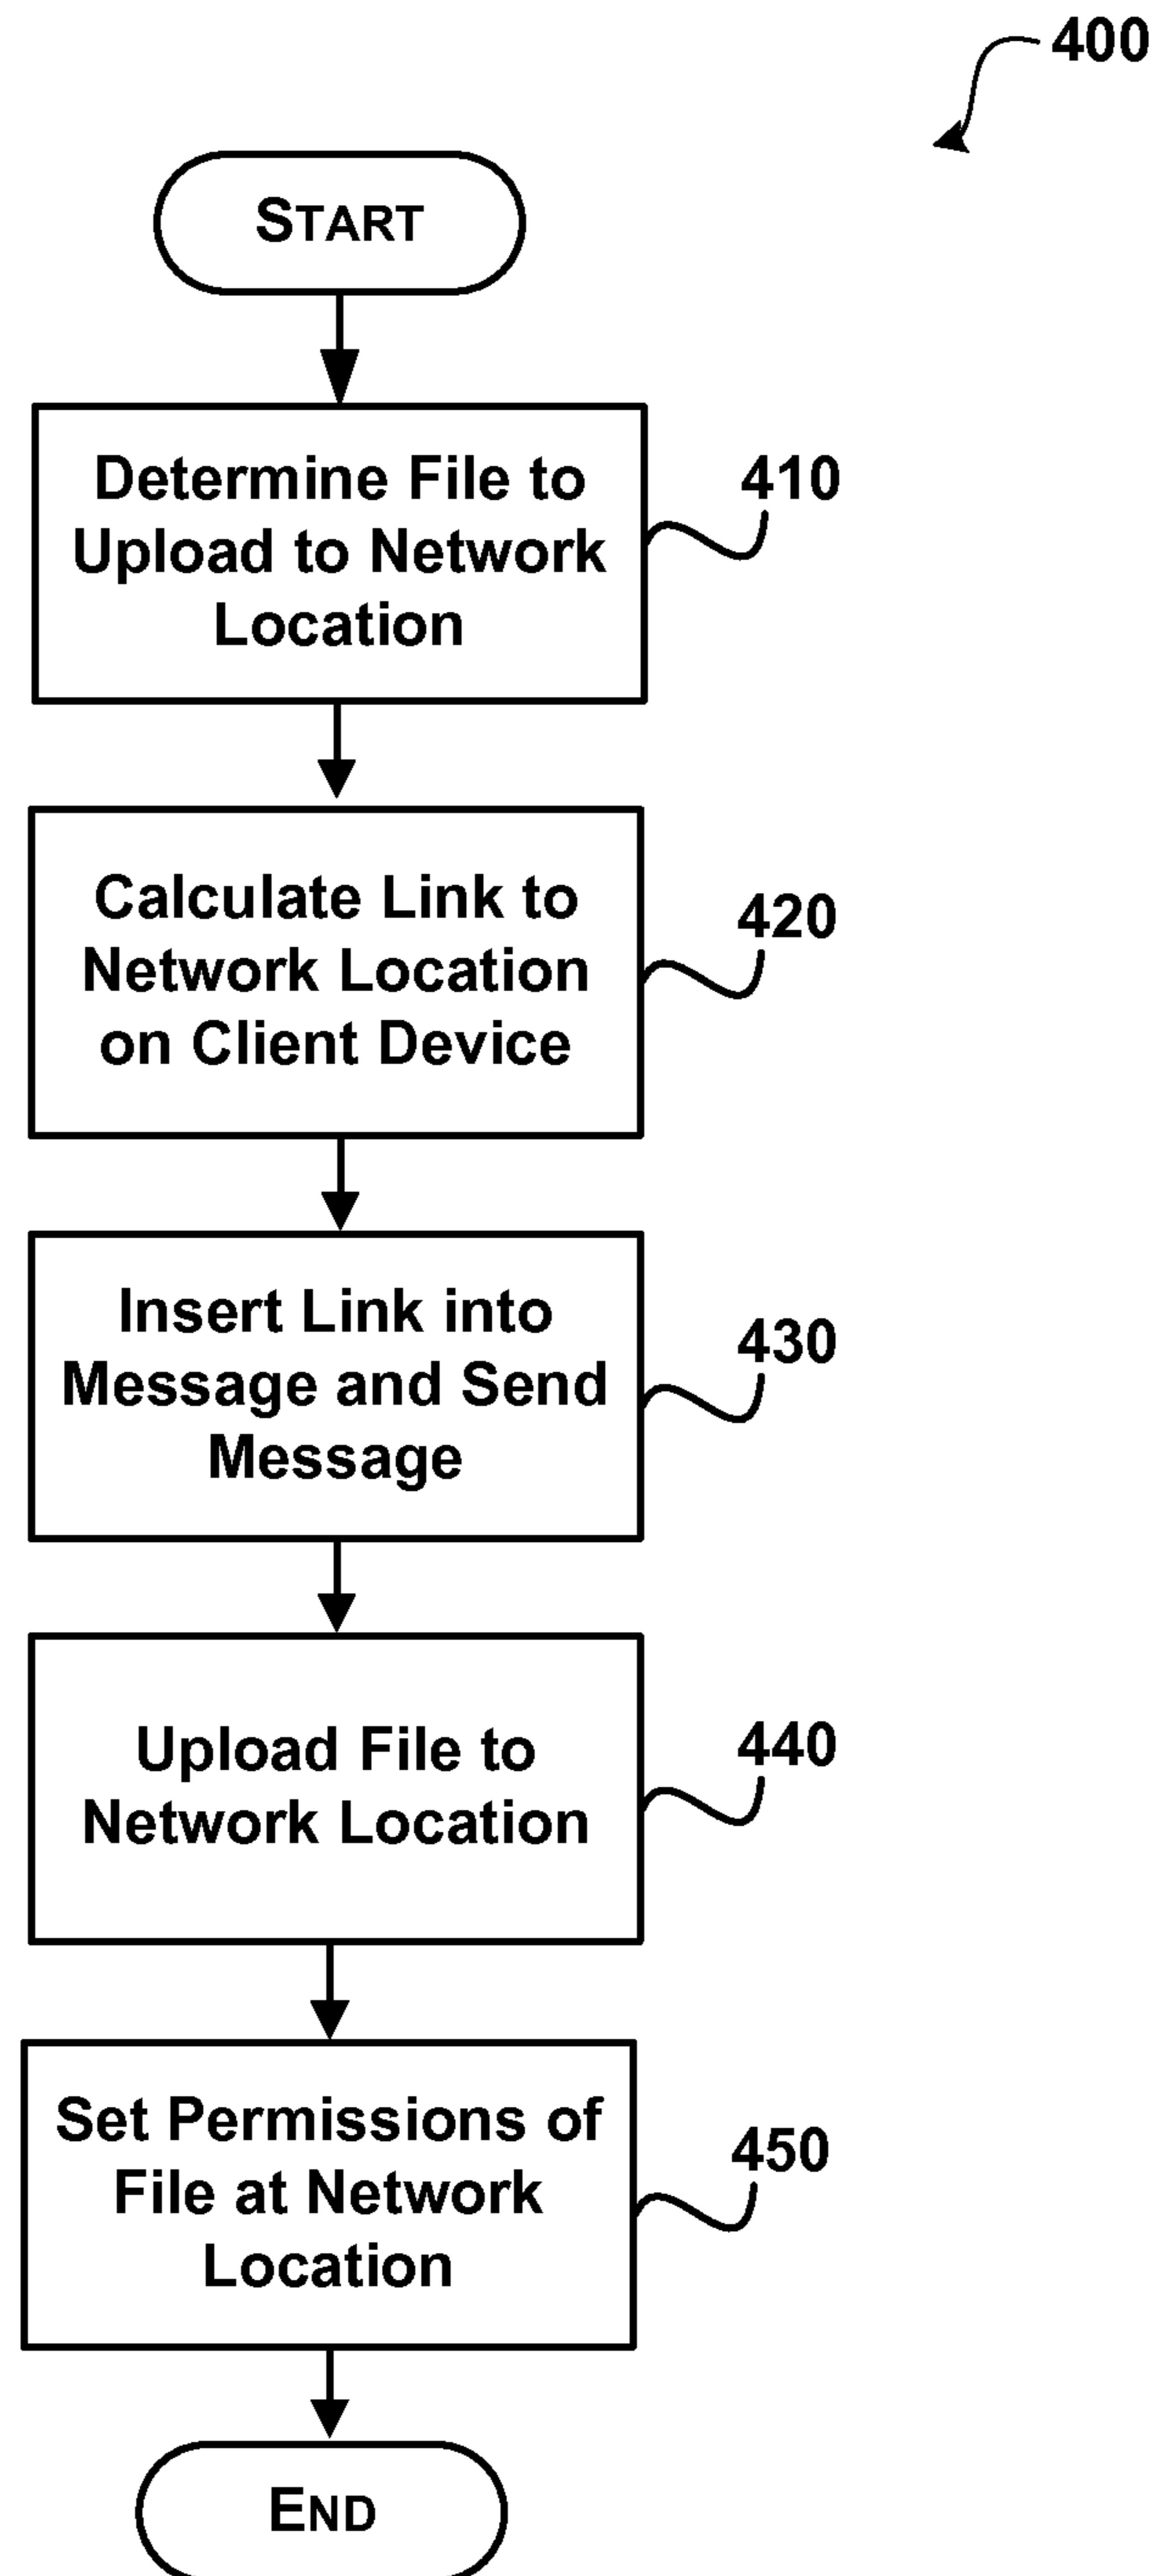 400
START
Determine File to
Upload to Network
Location
410
Calculate Link to
Network Location
on Client Device
420
Insert Link into
Message and Send
Message
430
Upload File to
Network Location
440
Set Permissions of
File at Network
Location
450
END